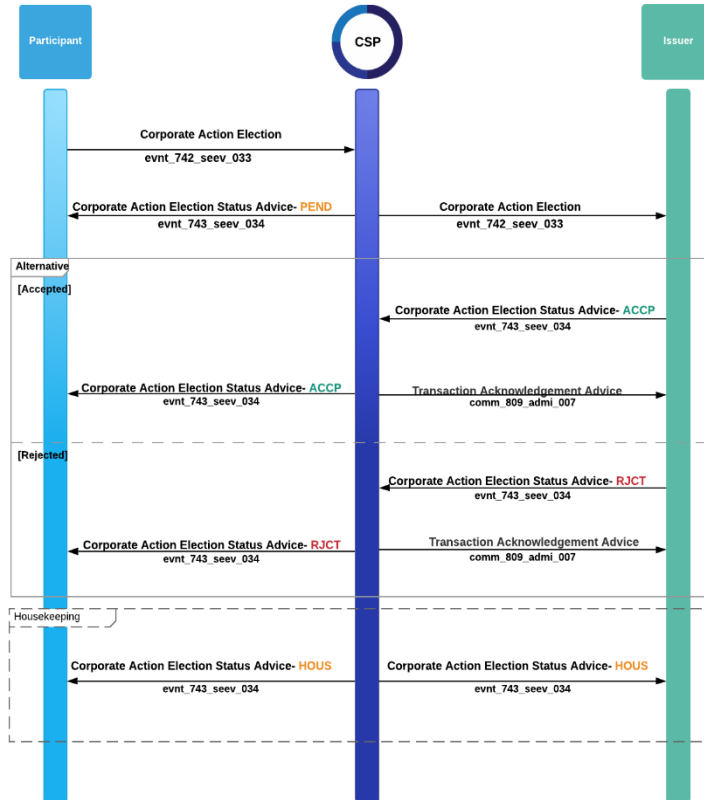 Participant
CSP
Issuer
Corporate Action Election
evnt_742_seev_033
Corporate Action Election Status Advice- PEND
evnt_743_seev_034
Corporate Action Election
evnt_742_seev_033
Alternative
[Accepted]
Corporate Action Election Status Advice- ACCP
evnt_743_seev_034
Corporate Action Election Status Advice- ACCP
evnt_743_seev_034
Transaction Acknowledgement Advice
comm_809_admi_007
[Rejected]
Corporate Action Election Status Advice- RJCT
evnt_743_seev_034
Corporate Action Election Status Advice- RJCT
evnt_743_seev_034
Transaction Acknowledgement Advice
comm_809_admi_007
Housekeeping
Corporate Action Election Status Advice- HOUS
evnt_743_seev_034
Corporate Action Election Status Advice- HOUS
evnt_743_seev_034